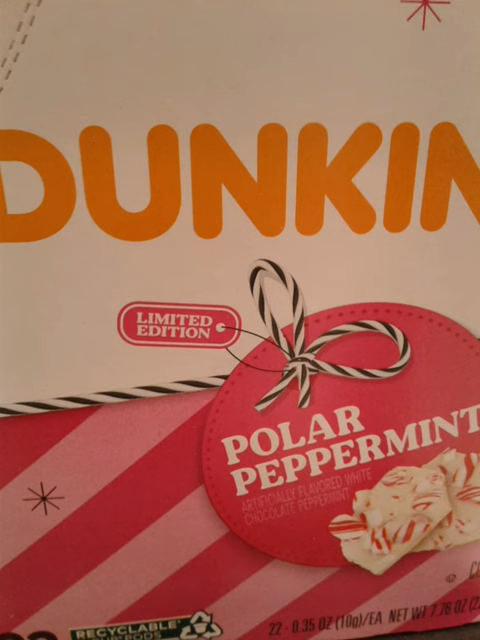 DUNKIN
LIMITED
EDITION
POLAR
PEPPERMINT
ARTIFICIALLY FLAVORED WHITE
CHOCOLATE PEPPERMINT
RECYCLABLE*
22 - 0.35 OZ (10g)/EA NET WT 7.76 OZ (2